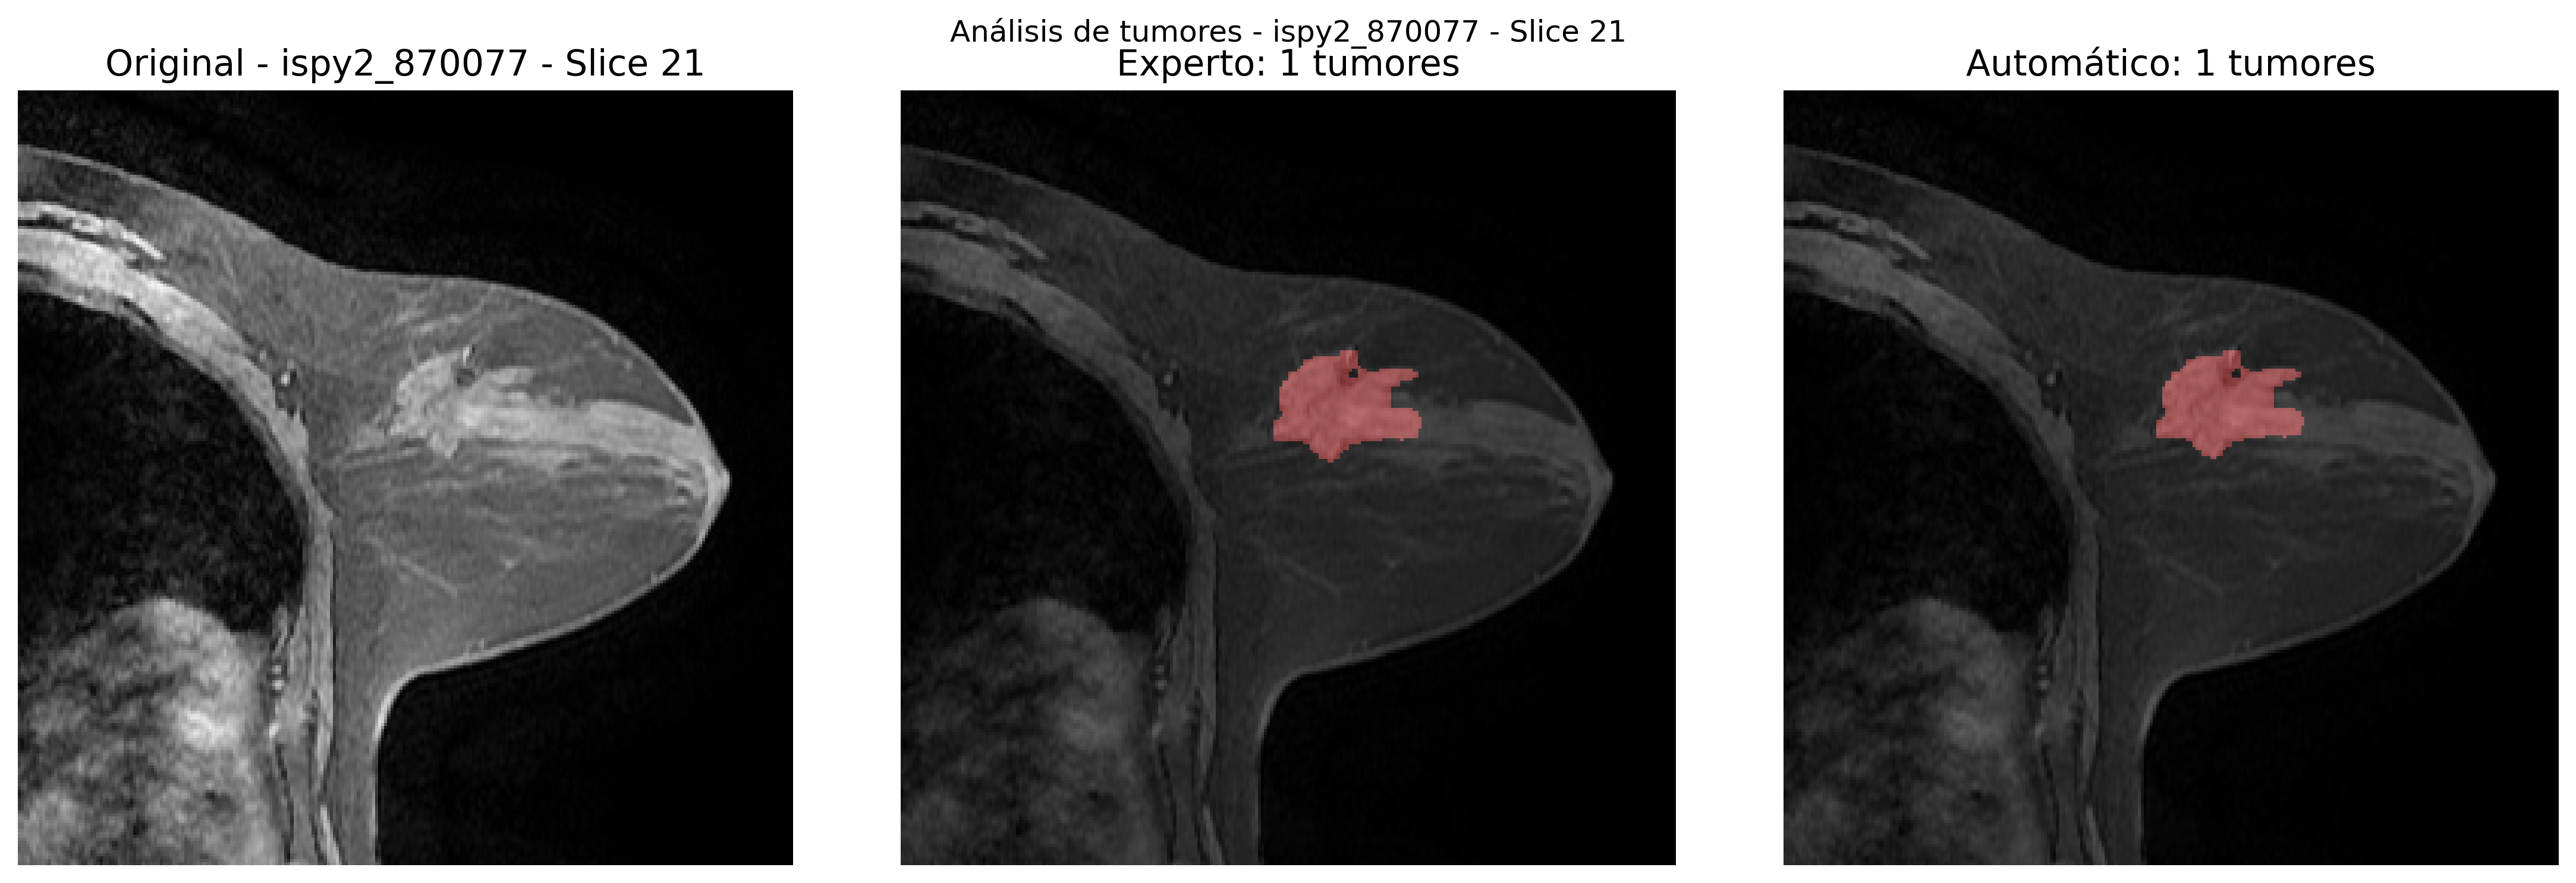 Análisis de tumores - ispy2_870077 - Slice 21
Original - ispy2_870077 - Slice 21
Experto: 1 tumores
Automático: 1 tumores